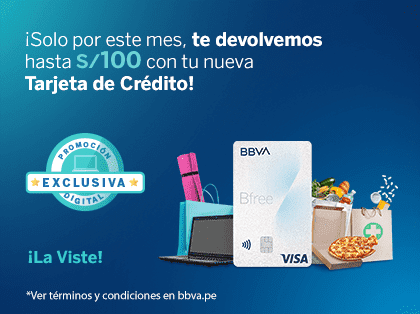 ¡Solo por este mes, te devolvemos
hasta S/100 con tu nueva
Tarjeta de Crédito!
PROMOCIÓN
EXCLUSIVA
DIGITAL
BBVA
Bfree
VISA
¡La Viste!
*Ver términos y condiciones en bbva.pe